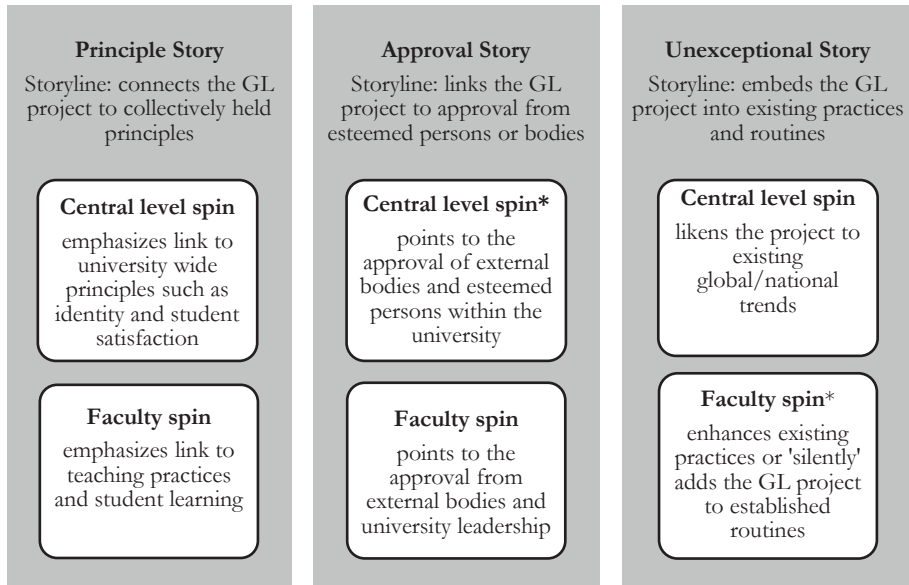 Principle Story
Storyline: connects the GL
project to collectively held
principles
Central level spin
emphasizes link to
university wide
principles such as
identity and student
satisfaction
Faculty spin
emphasizes link to
teaching practices
and student learning
Approval Story
Storyline: links the GL
project to approval from
esteemed persons or bodies
Central level spin*
points to the
approval of external
bodies and esteemed
persons within the
university
Faculty spin
points to the
approval from
external bodies and
university leadership
Unexceptional Story
Storyline: embeds the GL
project into existing practices
and routines
Central level spin
likens the project to
existing
global/national
trends
Faculty spin*
enhances existing
practices or 'silently'
adds the GL project
to established
routines